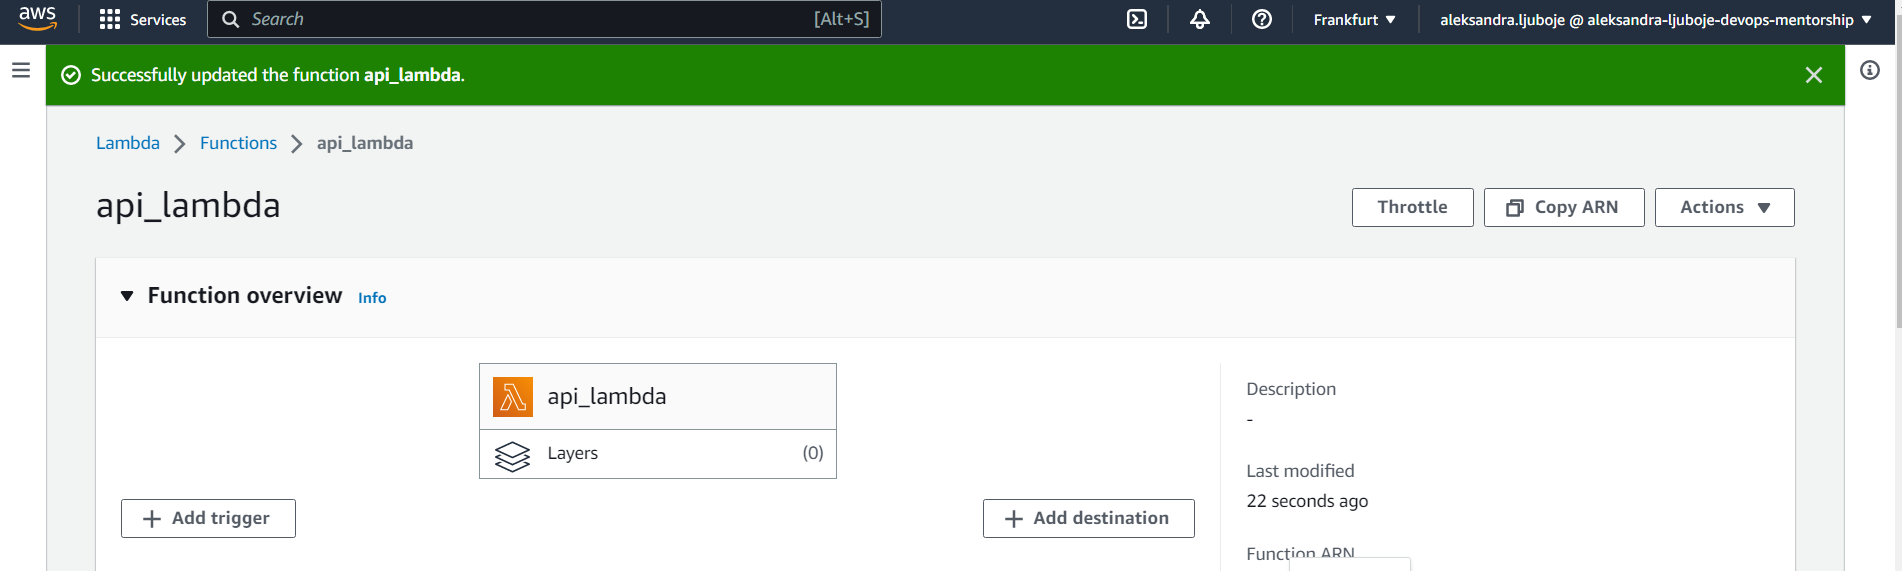 aws Services Search [Alt+S] Frankfurt aleksandra.ljuboje @ aleksandra-ljuboje-devops-mentorship
Successfully updated the function api_lambda.
Lambda Functions api_lambda
api_lambda
Throttle Copy ARN Actions
Function overview Info
api_lambda
Layers (0)
Add trigger
Add destination
Description
-
Last modified
22 seconds ago
Function ARN